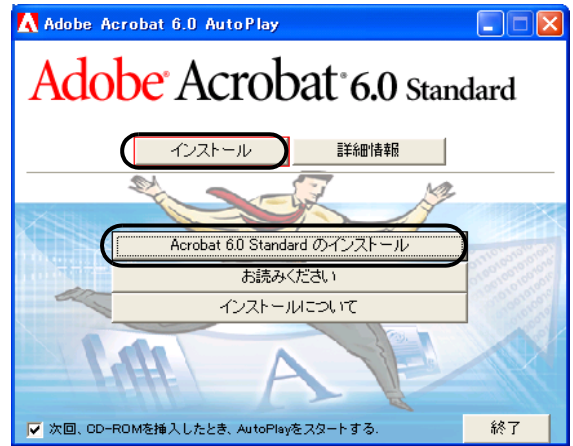 Adobe Acrobat 6.0 AutoPlay
Adobe® Acrobat® 6.0 Standard
インストール
詳細情報
Acrobat 6.0 Standard のインストール
お読みください
インストールについて
次回、CD-ROMを挿入したとき、AutoPlayをスタートする.
終了